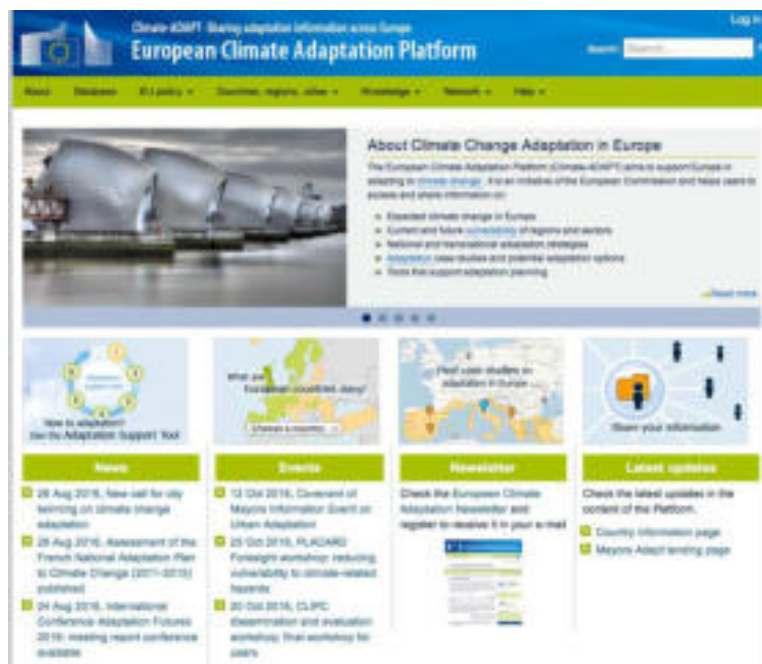 Climate-ADAPT Sharing adaptation information across Europe
European Climate Adaptation Platform
Log in
Search: Search...
About Database EU policy Countries, regions, cities Knowledge Network Help
About Climate Change Adaptation in Europe
The European Climate Adaptation Platform (Climate-ADAPT) aims to support Europe in
adapting to climate change. It is an initiative of the European Commission and helps users to
access and share information on:
Expected climate change in Europe
Current and future vulnerability of regions and sectors
National and transnational adaptation strategies
Adaptation case studies and potential adaptation options
Tools that support adaptation planning
Read more
How to adaptation?
Use the Adaptation Support Tool
What are
European countries doing?
Choose a country
Find case studies on
adaptation in Europe ...
Share your information
News
28 Aug 2016, New call for city
twinning on climate change
adaptation
26 Aug 2016, Assessment of the
French National Adaptation Plan
to Climate Change (2011-2015)
published
24 Aug 2016, International
Conference Adaptation Futures
2016: meeting report conference
available
Events
12 Oct 2016, Covenant of
Mayors Information Event on
Urban Adaptation
25 Oct 2016, PLACARD
Foresight workshop: reducing
vulnerability to climate-related
hazards
20 Oct 2016, CLIPC
dissemination and evaluation
workshop: final workshop for
users
Newsletter
Check the European Climate
Adaptation Newsletter and
register to receive it in your e-mail
Latest updates
Check the latest updates in the
content of the Platform.
Country information page
Mayors Adapt landing page